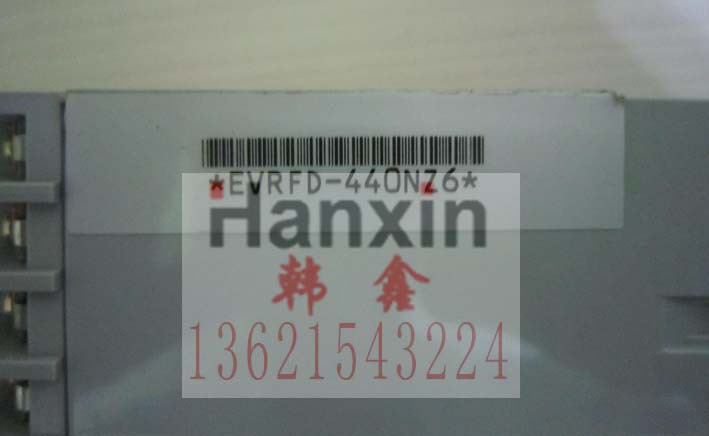 *EVRFD-440NZ6*
Hanxin
韩鑫
13621543224